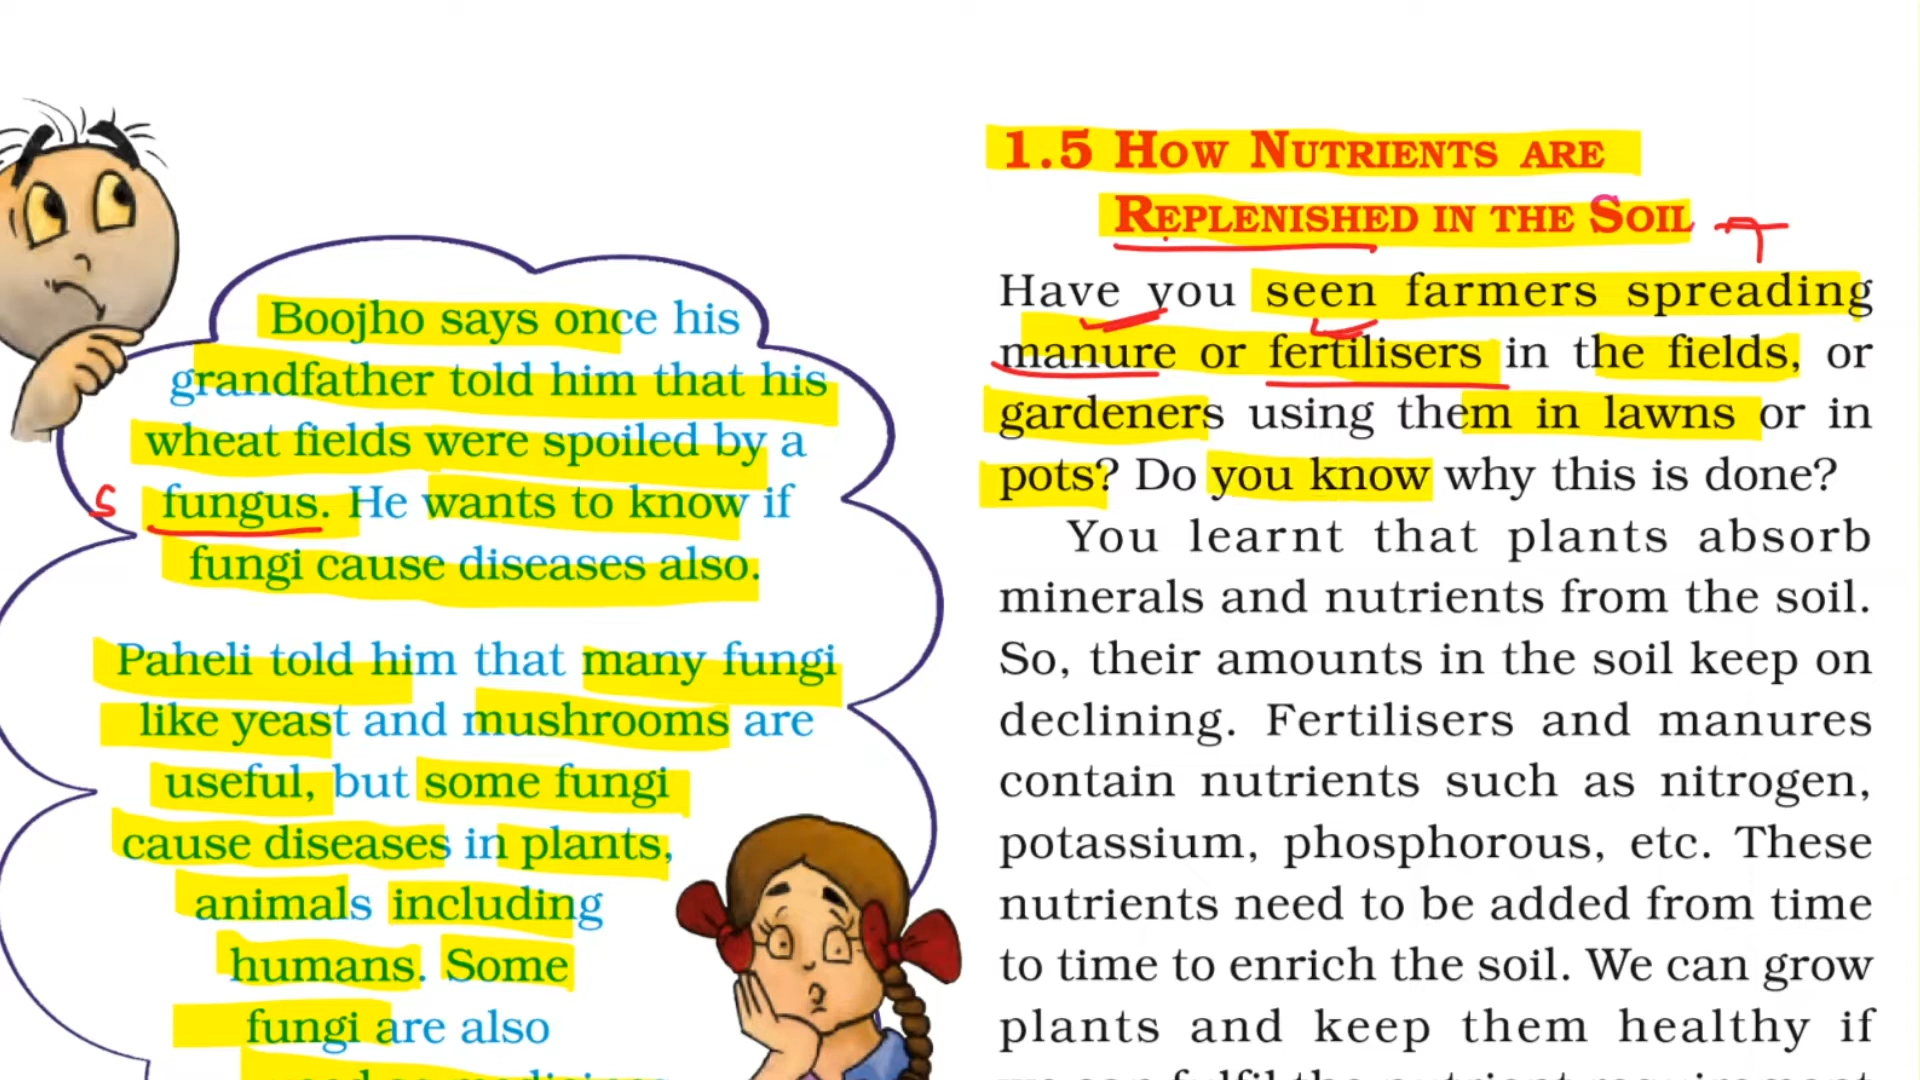 Boojho says once his
grandfather told him that his
wheat fields were spoiled by a
fungus. He wants to know if
fungi cause diseases also.
Paheli told him that many fungi
like yeast and mushrooms are
useful, but some fungi
cause diseases in plants,
animals including
humans. Some
fungi are also
1.5 HOW NUTRIENTS ARE
REPLENISHED IN THE SOIL
Have you seen farmers spreading
manure or fertilisers in the fields, or
gardeners using them in lawns or in
pots? Do you know why this is done?
You learnt that plants absorb
minerals and nutrients from the soil.
So, their amounts in the soil keep on
declining. Fertilisers and manures
contain nutrients such as nitrogen,
potassium, phosphorous, etc. These
nutrients need to be added from time
to time to enrich the soil. We can grow
plants and keep them healthy if
we can fulfil the nutrient requirement